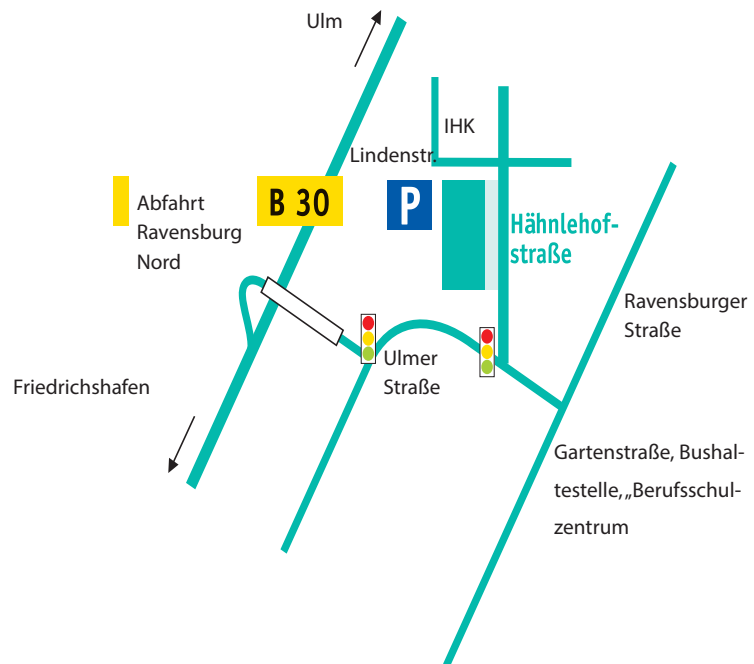 Ulm
IHK
Lindenstr.
Abfahrt
Ravensburg
Nord
B 30
P
Hähnlehof-
straße
Ravensburger
Straße
Ulmer
Straße
Friedrichshafen
Gartenstraße, Bushal-
testelle, „Berufsschul-
zentrum